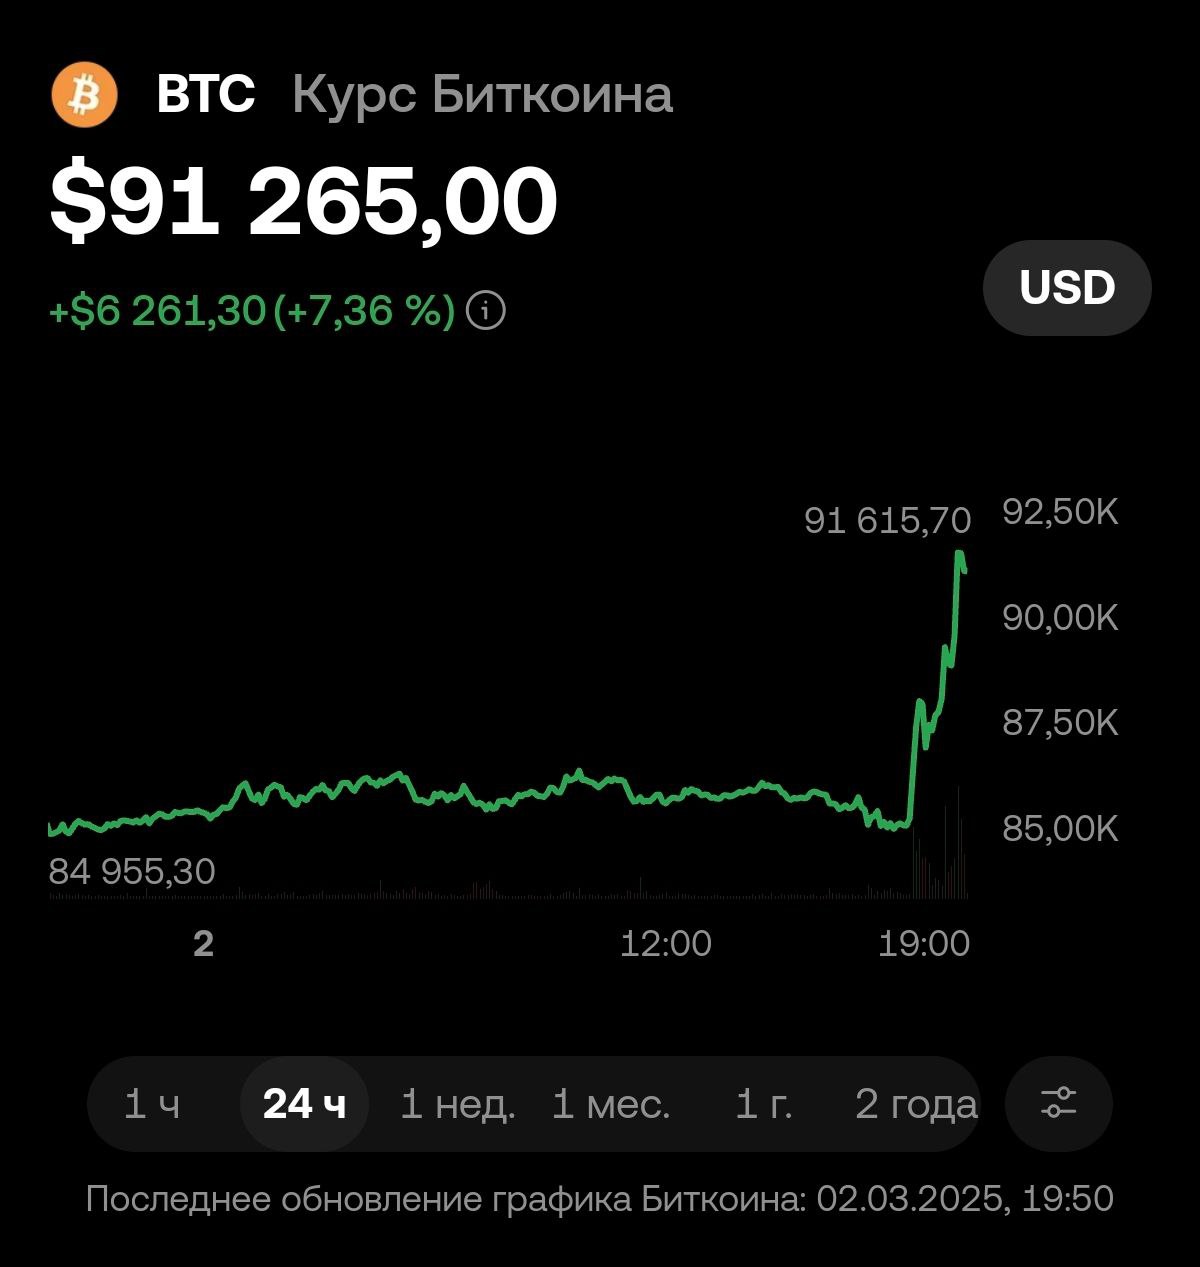 BTC Курс Биткоина
$91 265,00
+$6 261,30 (+7,36 %)
USD
91 615,70
92,50K
90,00K
87,50K
85,00K
84 955,30
2 12:00 19:00
1 ч 24 ч 1 нед. 1 мес. 1 г. 2 года
Последнее обновление графика Биткоина: 02.03.2025, 19:50